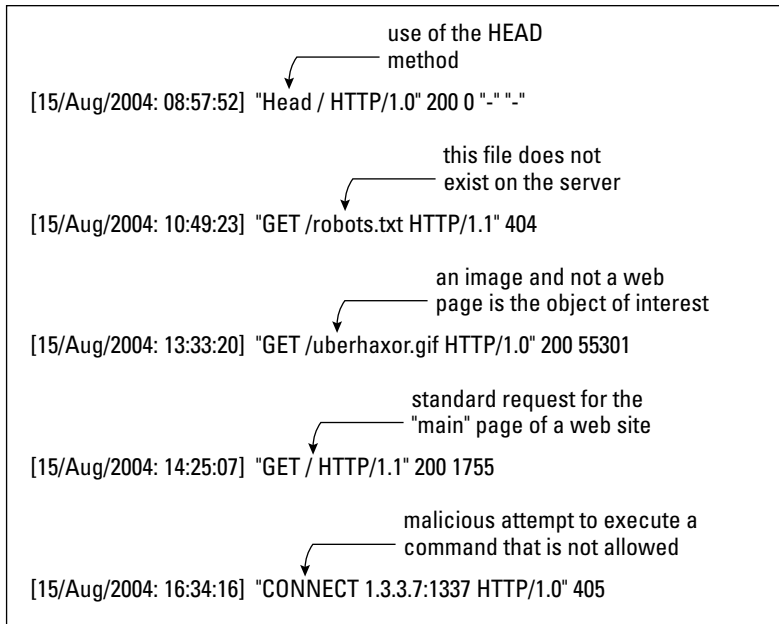 use of the HEAD
method
[15/Aug/2004: 08:57:52] "Head / HTTP/1.0" 200 0 "-" "-"
this file does not
exist on the server
[15/Aug/2004: 10:49:23] "GET /robots.txt HTTP/1.1" 404
an image and not a web
page is the object of interest
[15/Aug/2004: 13:33:20] "GET /uberhaxor.gif HTTP/1.0" 200 55301
standard request for the
"main" page of a web site
[15/Aug/2004: 14:25:07] "GET / HTTP/1.1" 200 1755
malicious attempt to execute a
command that is not allowed
[15/Aug/2004: 16:34:16] "CONNECT 1.3.3.7:1337 HTTP/1.0" 405